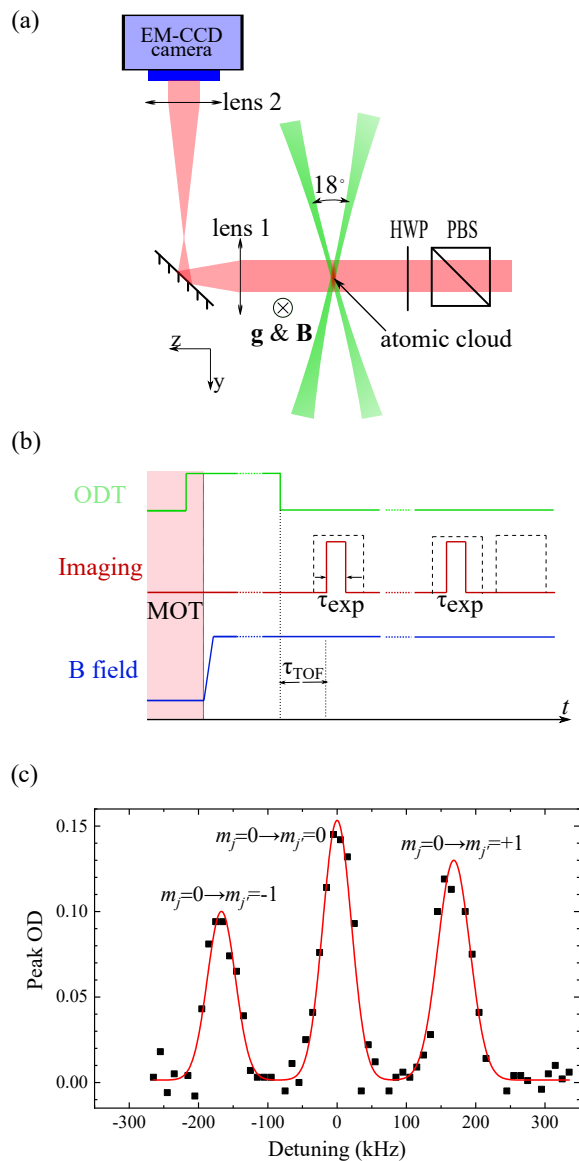 (a)
EM-CCD
camera
lens 2
18°
lens 1
HWP
PBS
g & B
atomic cloud
z
y
(b)
ODT
Imaging
τexp
τexp
MOT
B field
τTOF
t
(c)
mj=0→mj'=0
mj=0→mj'=+1
mj=0→mj'=-1
0.15
0.10
0.05
0.00
Peak OD
-300
-200
-100
0
100
200
300
Detuning (kHz)